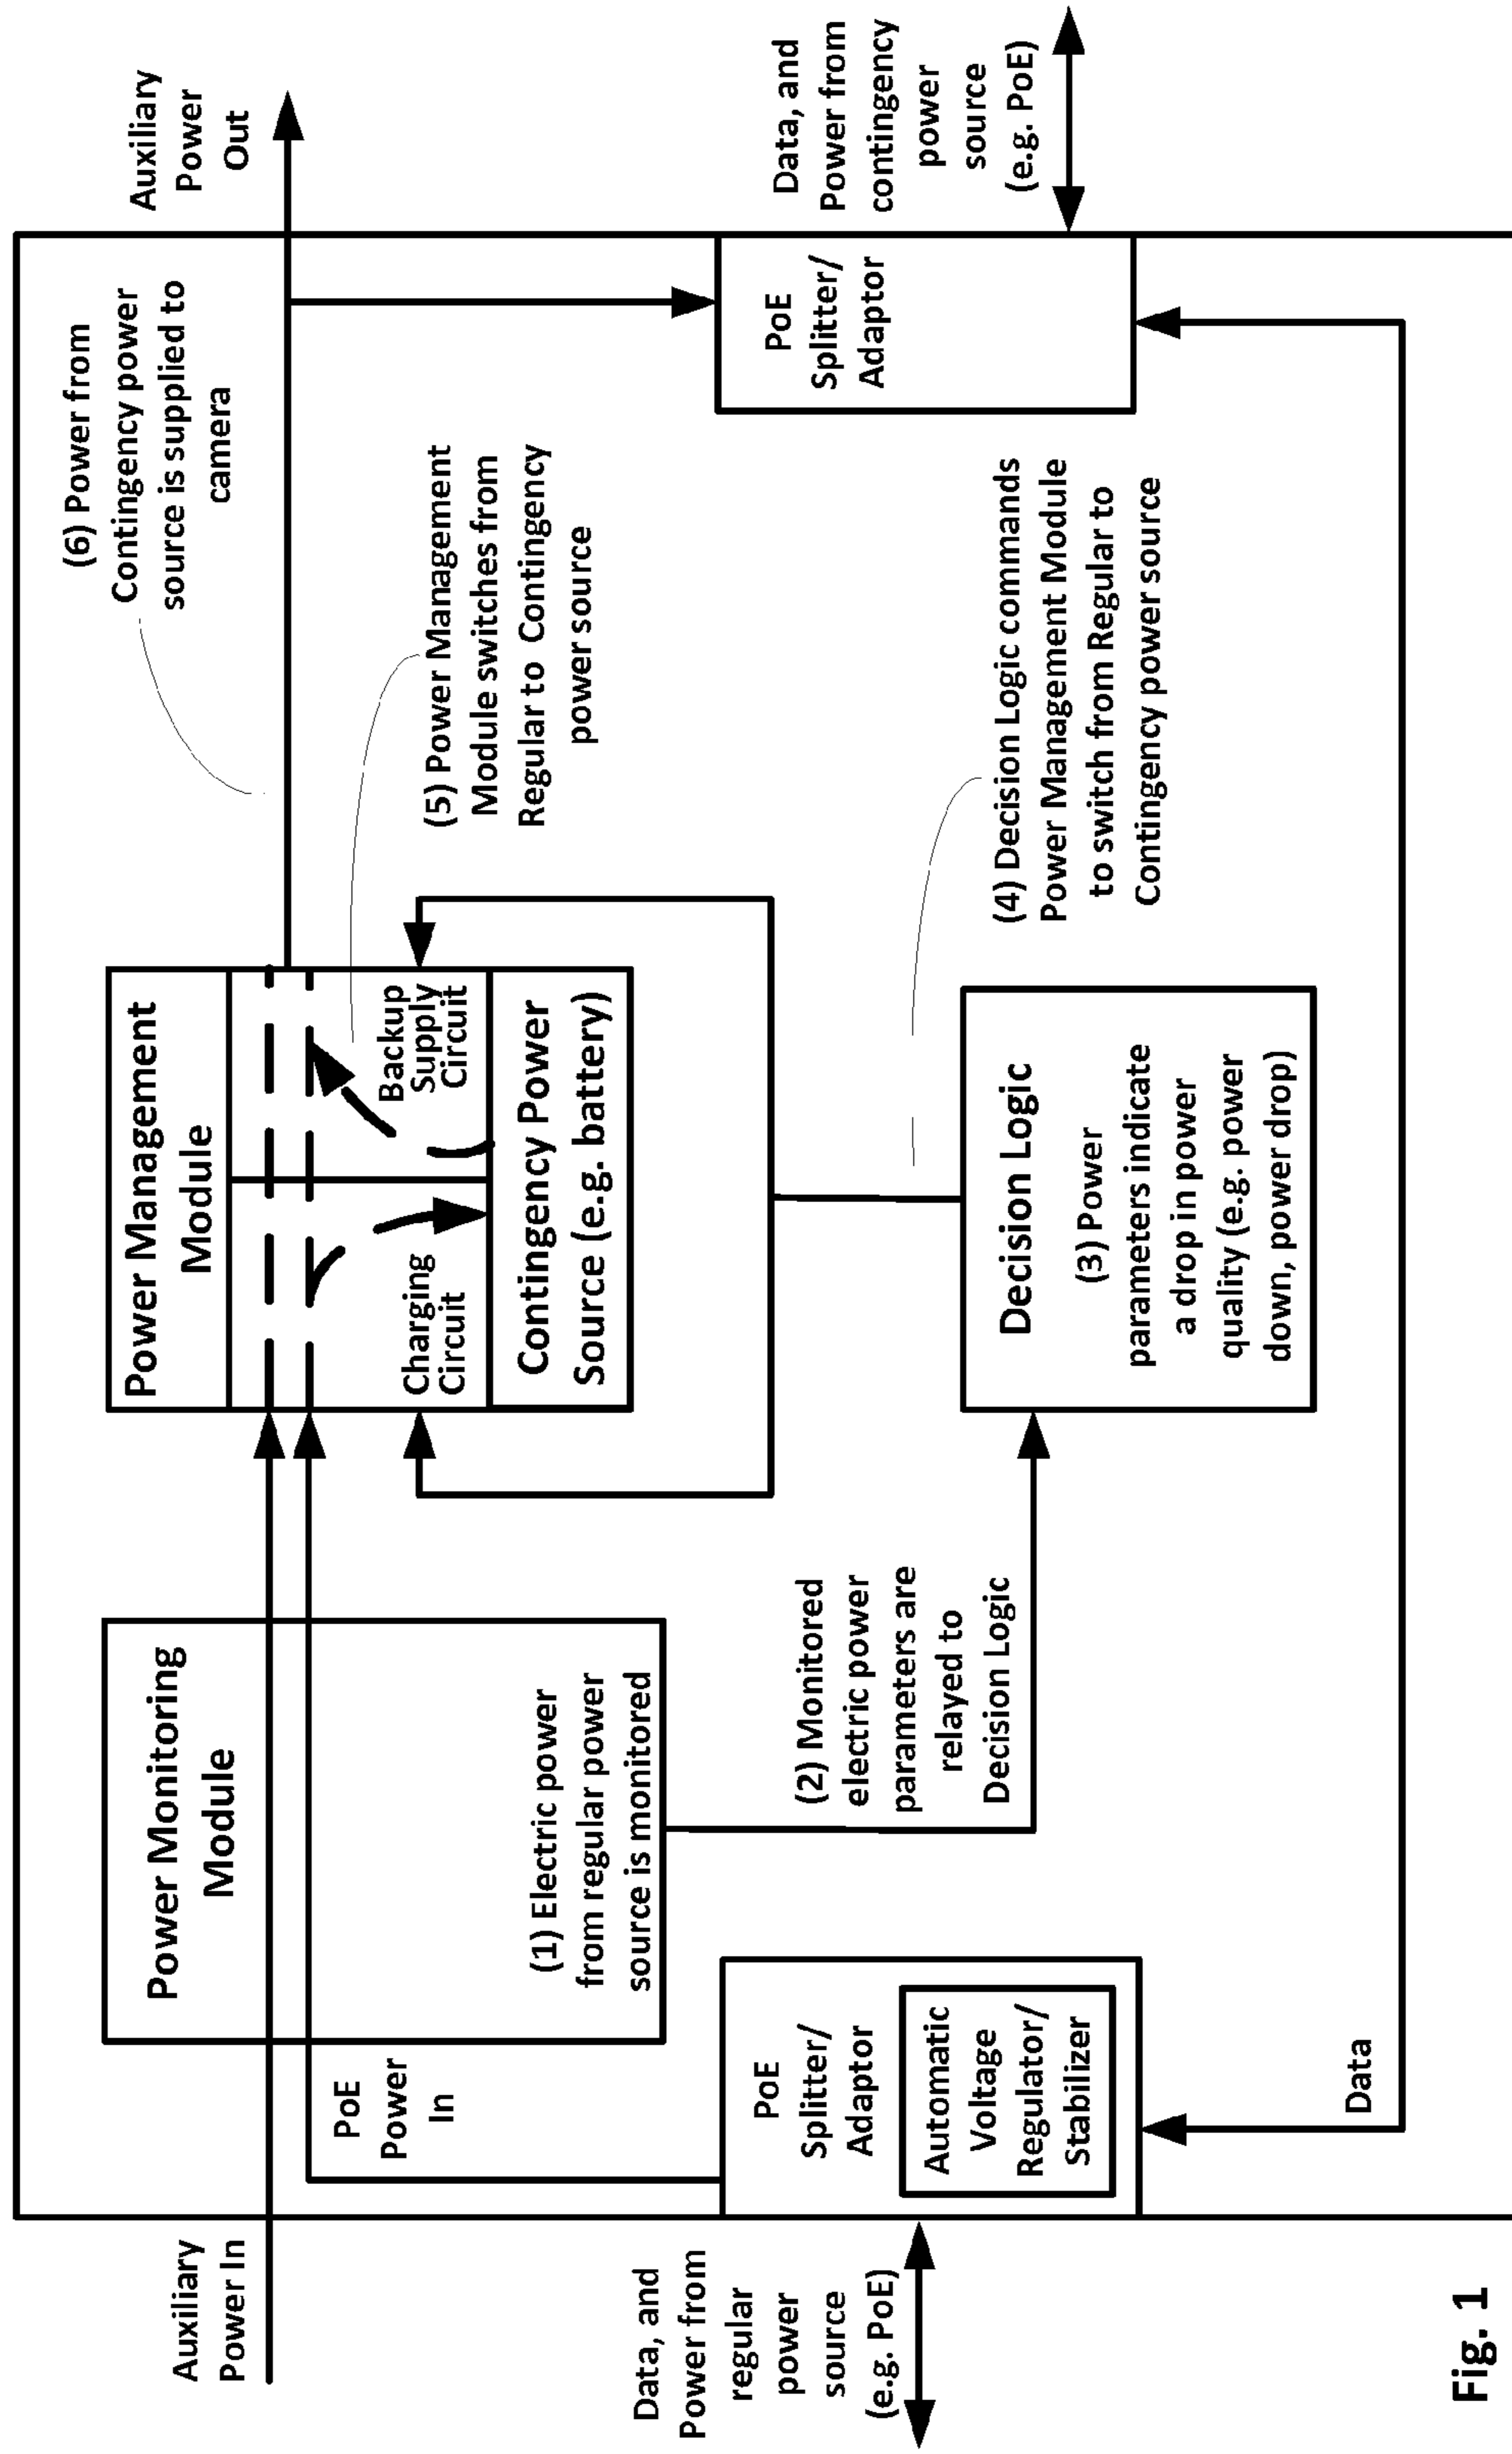 Auxiliary
Power In
Data, and
Power from
regular
power
source
(e.g. PoE)
PoE
Power
In
PoE
Splitter/
Adaptor
Automatic
Voltage
Regulator/
Stabilizer
Data
Power Monitoring
Module
(1) Electric power
from regular power
source is monitored
(2) Monitored
electric power
parameters are
relayed to
Decision Logic
Power Management
Module
Charging
Circuit
Backup
Supply
Circuit
Contingency Power
Source (e.g. battery)
Decision Logic
(3) Power
parameters indicate
a drop in power
quality (e.g. power
down, power drop)
(4) Decision Logic commands
Power Management Module
to switch from Regular to
Contingency power source
(5) Power Management
Module switches from
Regular to Contingency
power source
(6) Power from
Contingency power
source is supplied to
camera
PoE
Splitter/
Adaptor
Auxiliary
Power
Out
Data, and
Power from
contingency
power
source
(e.g. PoE)
Fig. 1